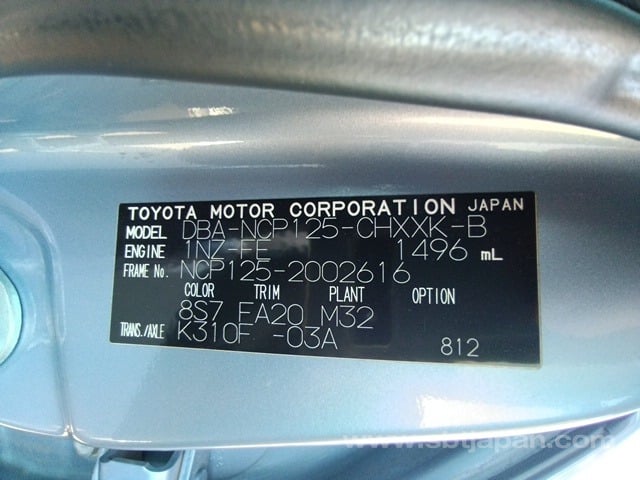 TOYOTA MOTOR CORPORATION JAPAN
MODEL DBA-NCP125-CHXXK-B
ENGINE 1NZ-FE 1496 mL
FRAME No. NCP125-2002616
COLOR TRIM PLANT OPTION
8S7 FA20 M32
TRANS./AXLE K310F -03A 812
www.sbtjapan.com